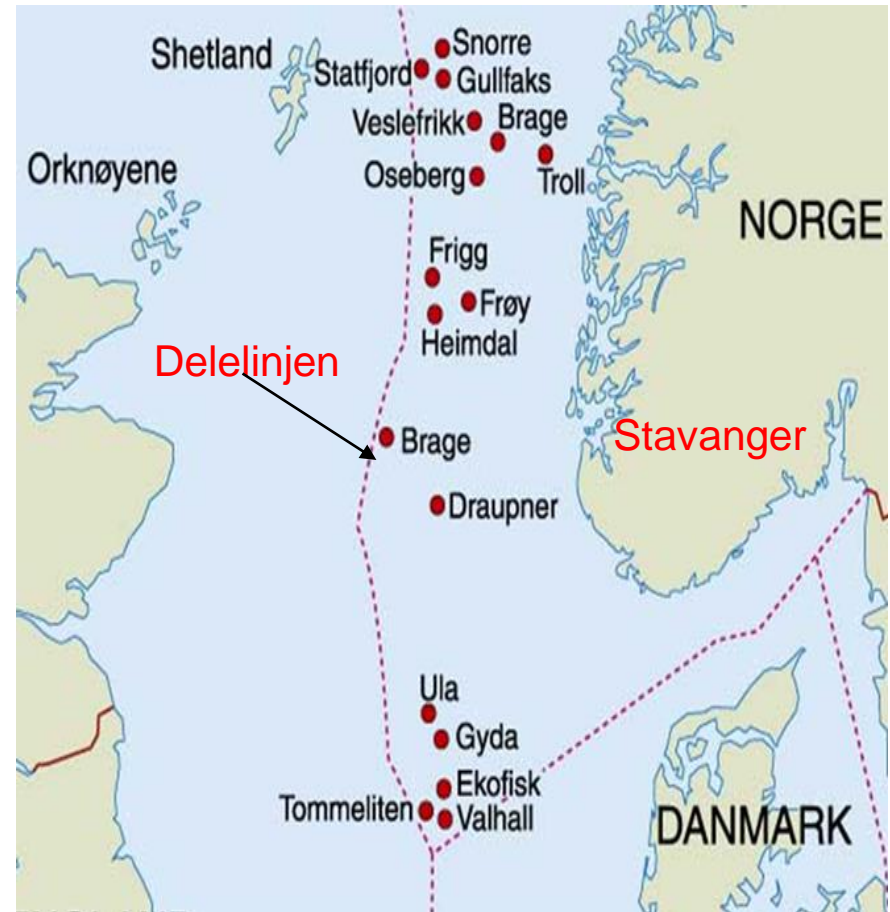 Snorre
Shetland
Statfjord
Gullfaks
Veslefrikk
Brage
Orknøyene
Oseberg
Troll
NORGE
Frigg
Frøy
Heimdal
Delelinjen
Brage
Stavanger
Draupner
Ula
Gyda
Ekofisk
Tommeliten
Valhall
DANMARK